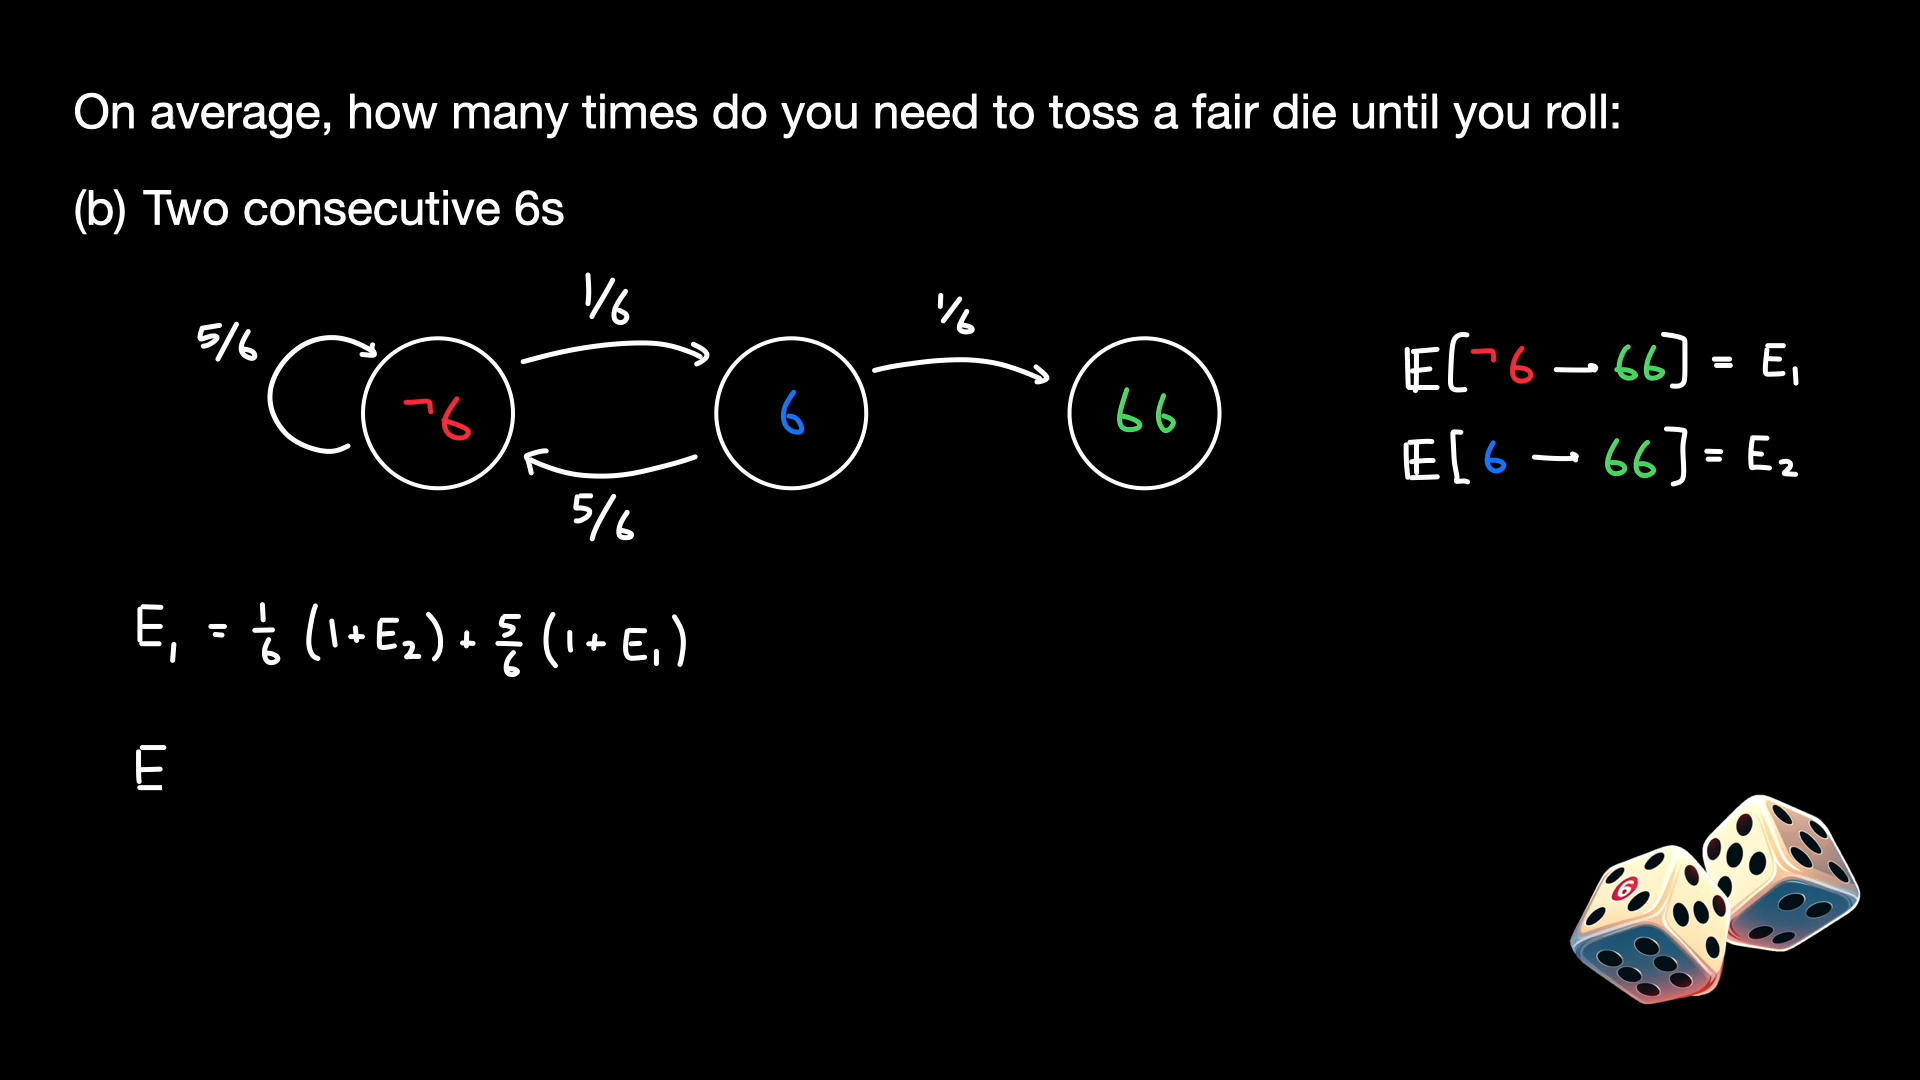 On average, how many times do you need to toss a fair die until you roll:
(b) Two consecutive 6s
5/6
1/6
1/6
¬6
6
66
5/6
E[¬6 → 66] = E₁
E[6 → 66] = E₂
E₁ = 1/6 (1 + E₂) + 5/6 (1 + E₁)
E
6